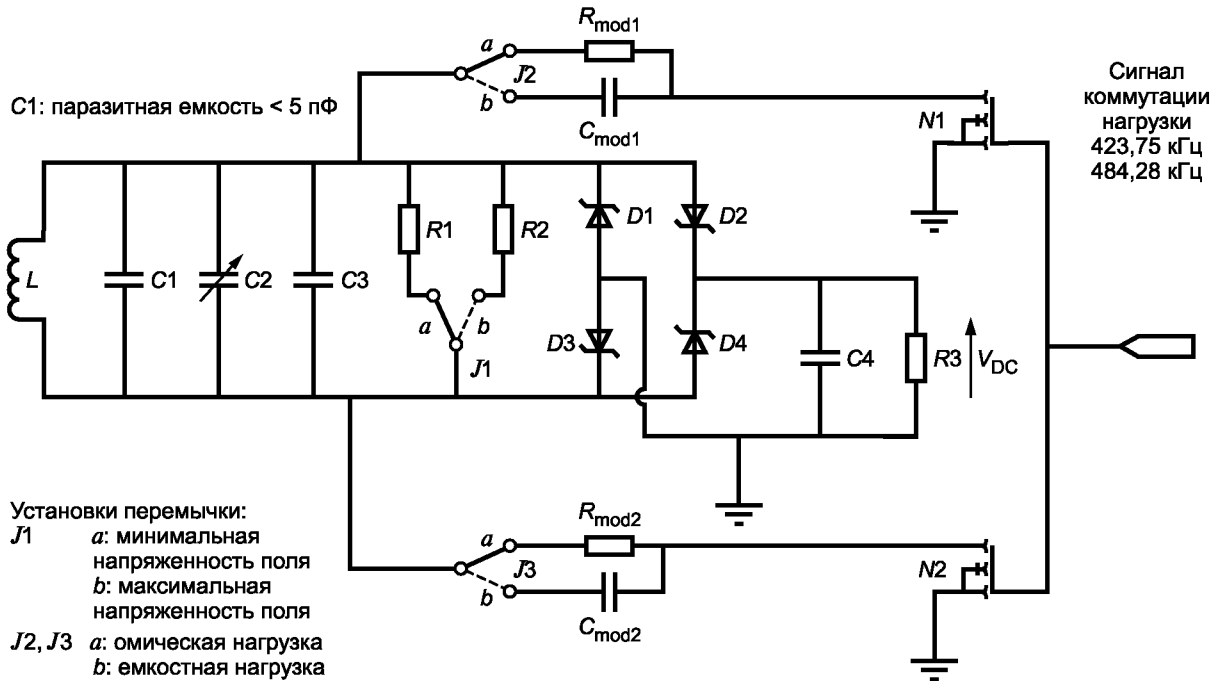 Rmod1
a
J2
b
Cmod1
C1: паразитная емкость < 5 пФ
Сигнал
коммутации
нагрузки
423,75 кГц
484,28 кГц
N1
L
C1
C2
C3
R1
R2
a
b
J1
D1
D2
D3
D4
C4
R3
VDC
Установки перемычки:
J1 a: минимальная
напряженность поля
b: максимальная
напряженность поля
J2, J3 a: омическая нагрузка
b: емкостная нагрузка
Rmod2
a
J3
b
Cmod2
N2